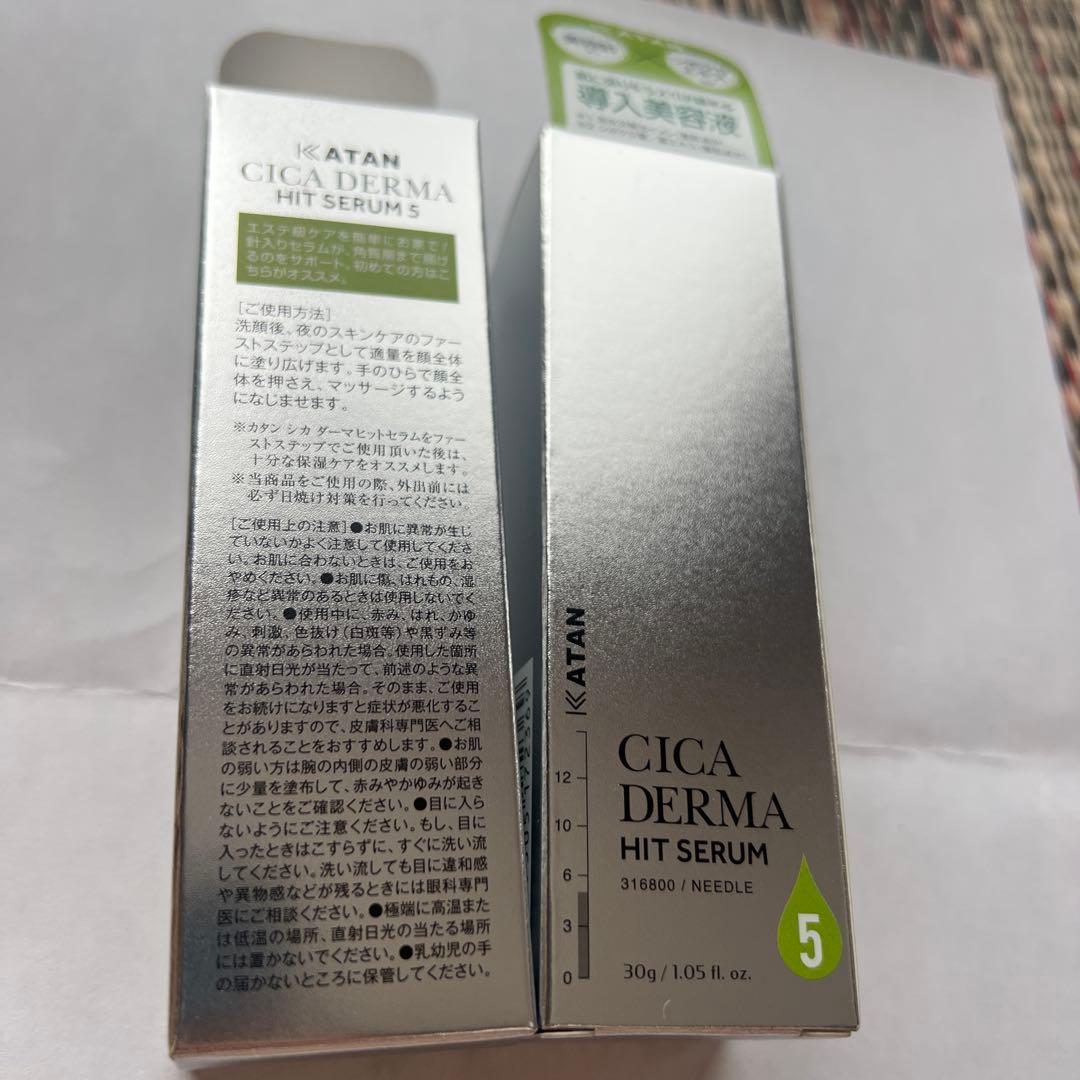 KATAN
CICA DERMA
HIT SERUM 5
エステ級ケアを簡単にお家で!
針入りセラムが、角質層まで届け
るのをサポート。初めての方はこ
ちらがオススメ。
[ご使用方法]
洗顔後、夜のスキンケアのファー
ストステップとして適量を顔全体
に塗り広げます。手のひらで顔全
体を押さえ、マッサージするよう
になじませます。
※カタン シカ ダーマヒットセラムをファー
ストステップでご使用頂いた後は、
十分な保湿ケアをオススメします。
※当商品をご使用の際、外出前には
必ず日焼け対策を行ってください。
[ご使用上の注意]●お肌に異常が生じ
ていないかよく注意して使用してくださ
い。お肌に合わないときは、ご使用をお
やめください。●お肌に傷、はれもの、湿
疹など異常のあるときは使用しないでく
ださい。●使用中に、赤み、はれ、かゆ
み、刺激、色抜け(白斑等)や黒ずみ等
の異常があらわれた場合。使用した箇所
に直射日光が当たって、前述のような異
常があらわれた場合。そのまま、ご使用
をお続けになりますと症状が悪化するこ
とがありますので、皮膚科専門医へご相
談されることをおすすめします。●お肌
の弱い方は腕の内側の皮膚の弱い部分
に少量を塗布して、赤みやかゆみが起き
ないことをご確認ください。●目に入ら
ないようにご注意ください。もし、目に
入ったときはこすらずに、すぐに洗い流
してください。洗い流しても目に違和感
や異物感などが残るときには眼科専門
医にご相談ください。●極端に高温また
は低温の場所、直射日光の当たる場所
には置かないでください。●乳幼児の手
の届かないところに保管してください。
KATAN
導入美容液
KATAN
CICA
DERMA
HIT SERUM
316800 / NEEDLE
12
10
6
3
0
30g / 1.05 fl. oz.
5